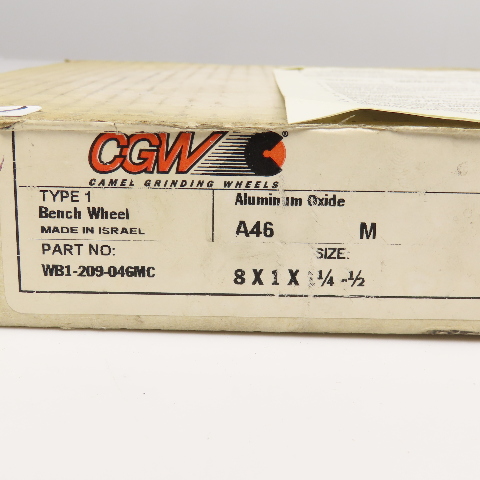 CGW
CAMEL GRINDING WHEELS
TYPE 1
Bench Wheel
MADE IN ISRAEL
Aluminum Oxide
A46 M
PART NO:
WB1-209-046MC
SIZE:
8 X 1 X 1¼ -½